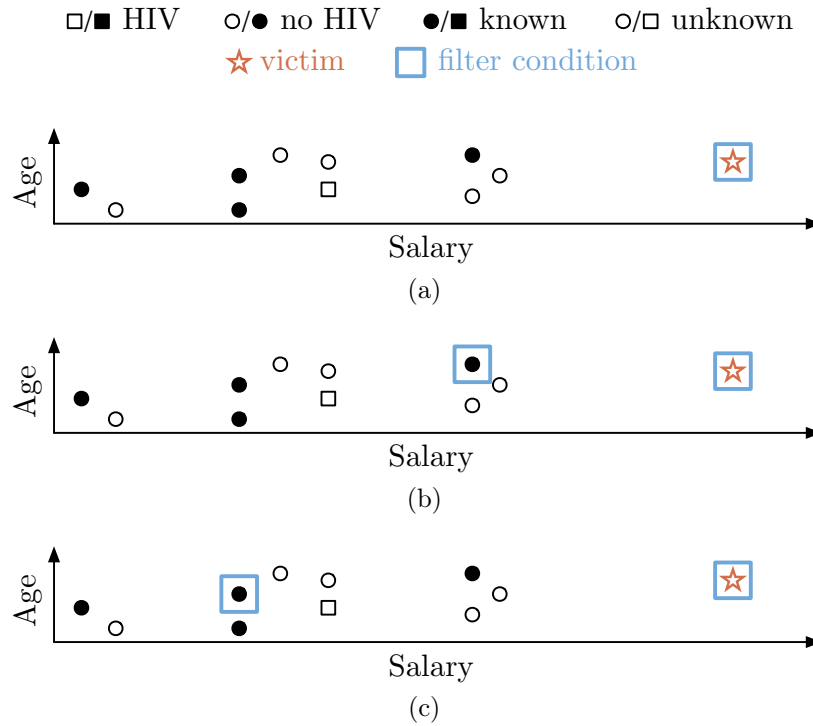 □/■ HIV ○/● no HIV ●/■ known ○/□ unknown
☆ victim □ filter condition
Age
Salary
(a)
Age
Salary
(b)
Age
Salary
(c)